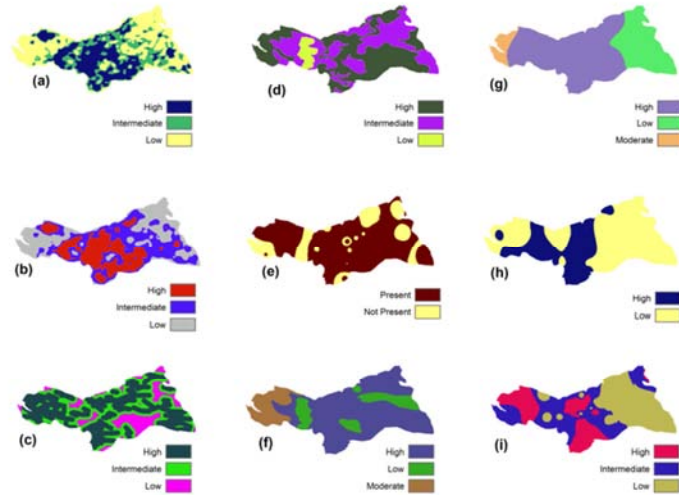 (a)
High
Intermediate
Low
(d)
High
Intermediate
Low
(g)
High
Low
Moderate
(b)
High
Intermediate
Low
(e)
Present
Not Present
(h)
High
Low
(c)
High
Intermediate
Low
(f)
High
Low
Moderate
(i)
High
Intermediate
Low